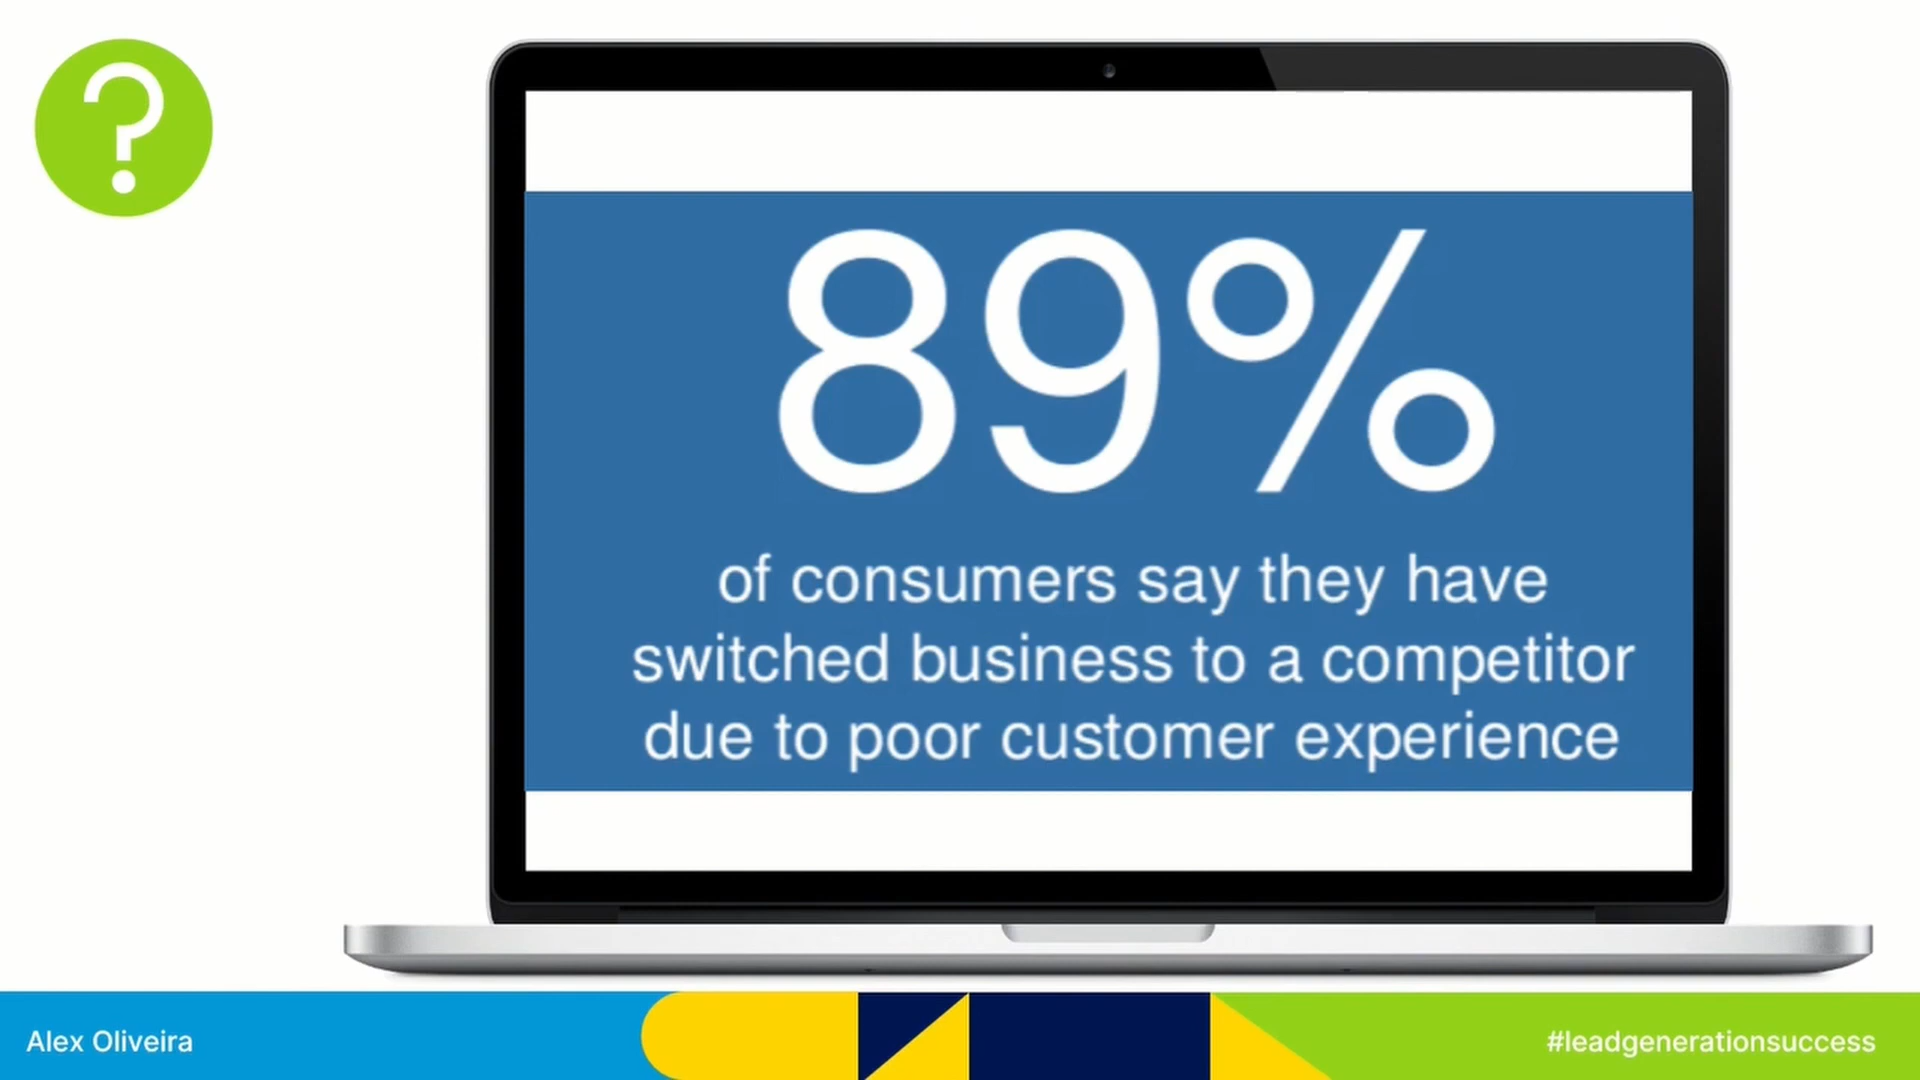 ?
89%
of consumers say they have
switched business to a competitor
due to poor customer experience
Alex Oliveira
#leadgenerationsuccess